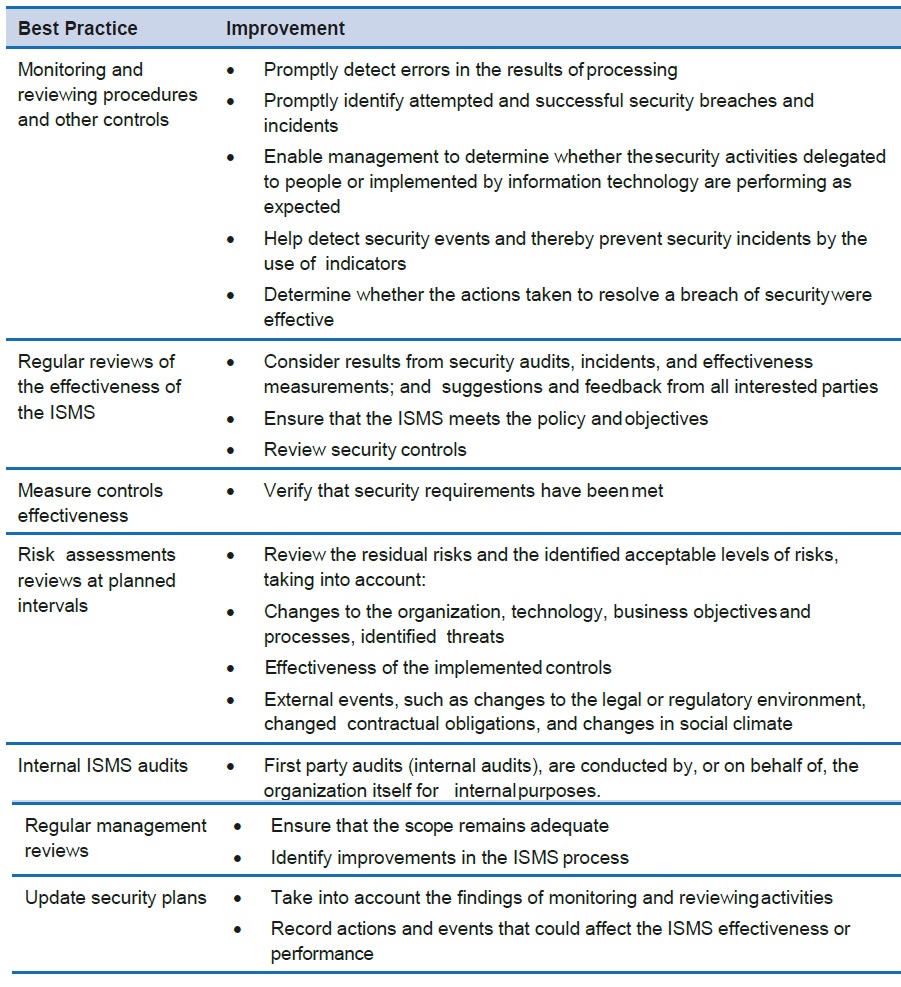 Best Practice Improvement
Monitoring and
reviewing procedures
and other controls
• Promptly detect errors in the results of processing
• Promptly identify attempted and successful security breaches and
incidents
• Enable management to determine whether the security activities delegated
to people or implemented by information technology are performing as
expected
• Help detect security events and thereby prevent security incidents by the
use of indicators
• Determine whether the actions taken to resolve a breach of security were
effective
Regular reviews of
the effectiveness of
the ISMS
• Consider results from security audits, incidents, and effectiveness
measurements; and suggestions and feedback from all interested parties
• Ensure that the ISMS meets the policy and objectives
• Review security controls
Measure controls
effectiveness
• Verify that security requirements have been met
Risk assessments
reviews at planned
intervals
• Review the residual risks and the identified acceptable levels of risks,
taking into account:
• Changes to the organization, technology, business objectives and
processes, identified threats
• Effectiveness of the implemented controls
• External events, such as changes to the legal or regulatory environment,
changed contractual obligations, and changes in social climate
Internal ISMS audits
• First party audits (internal audits), are conducted by, or on behalf of, the
organization itself for internal purposes.
Regular management
reviews
• Ensure that the scope remains adequate
• Identify improvements in the ISMS process
Update security plans
• Take into account the findings of monitoring and reviewing activities
• Record actions and events that could affect the ISMS effectiveness or
performance